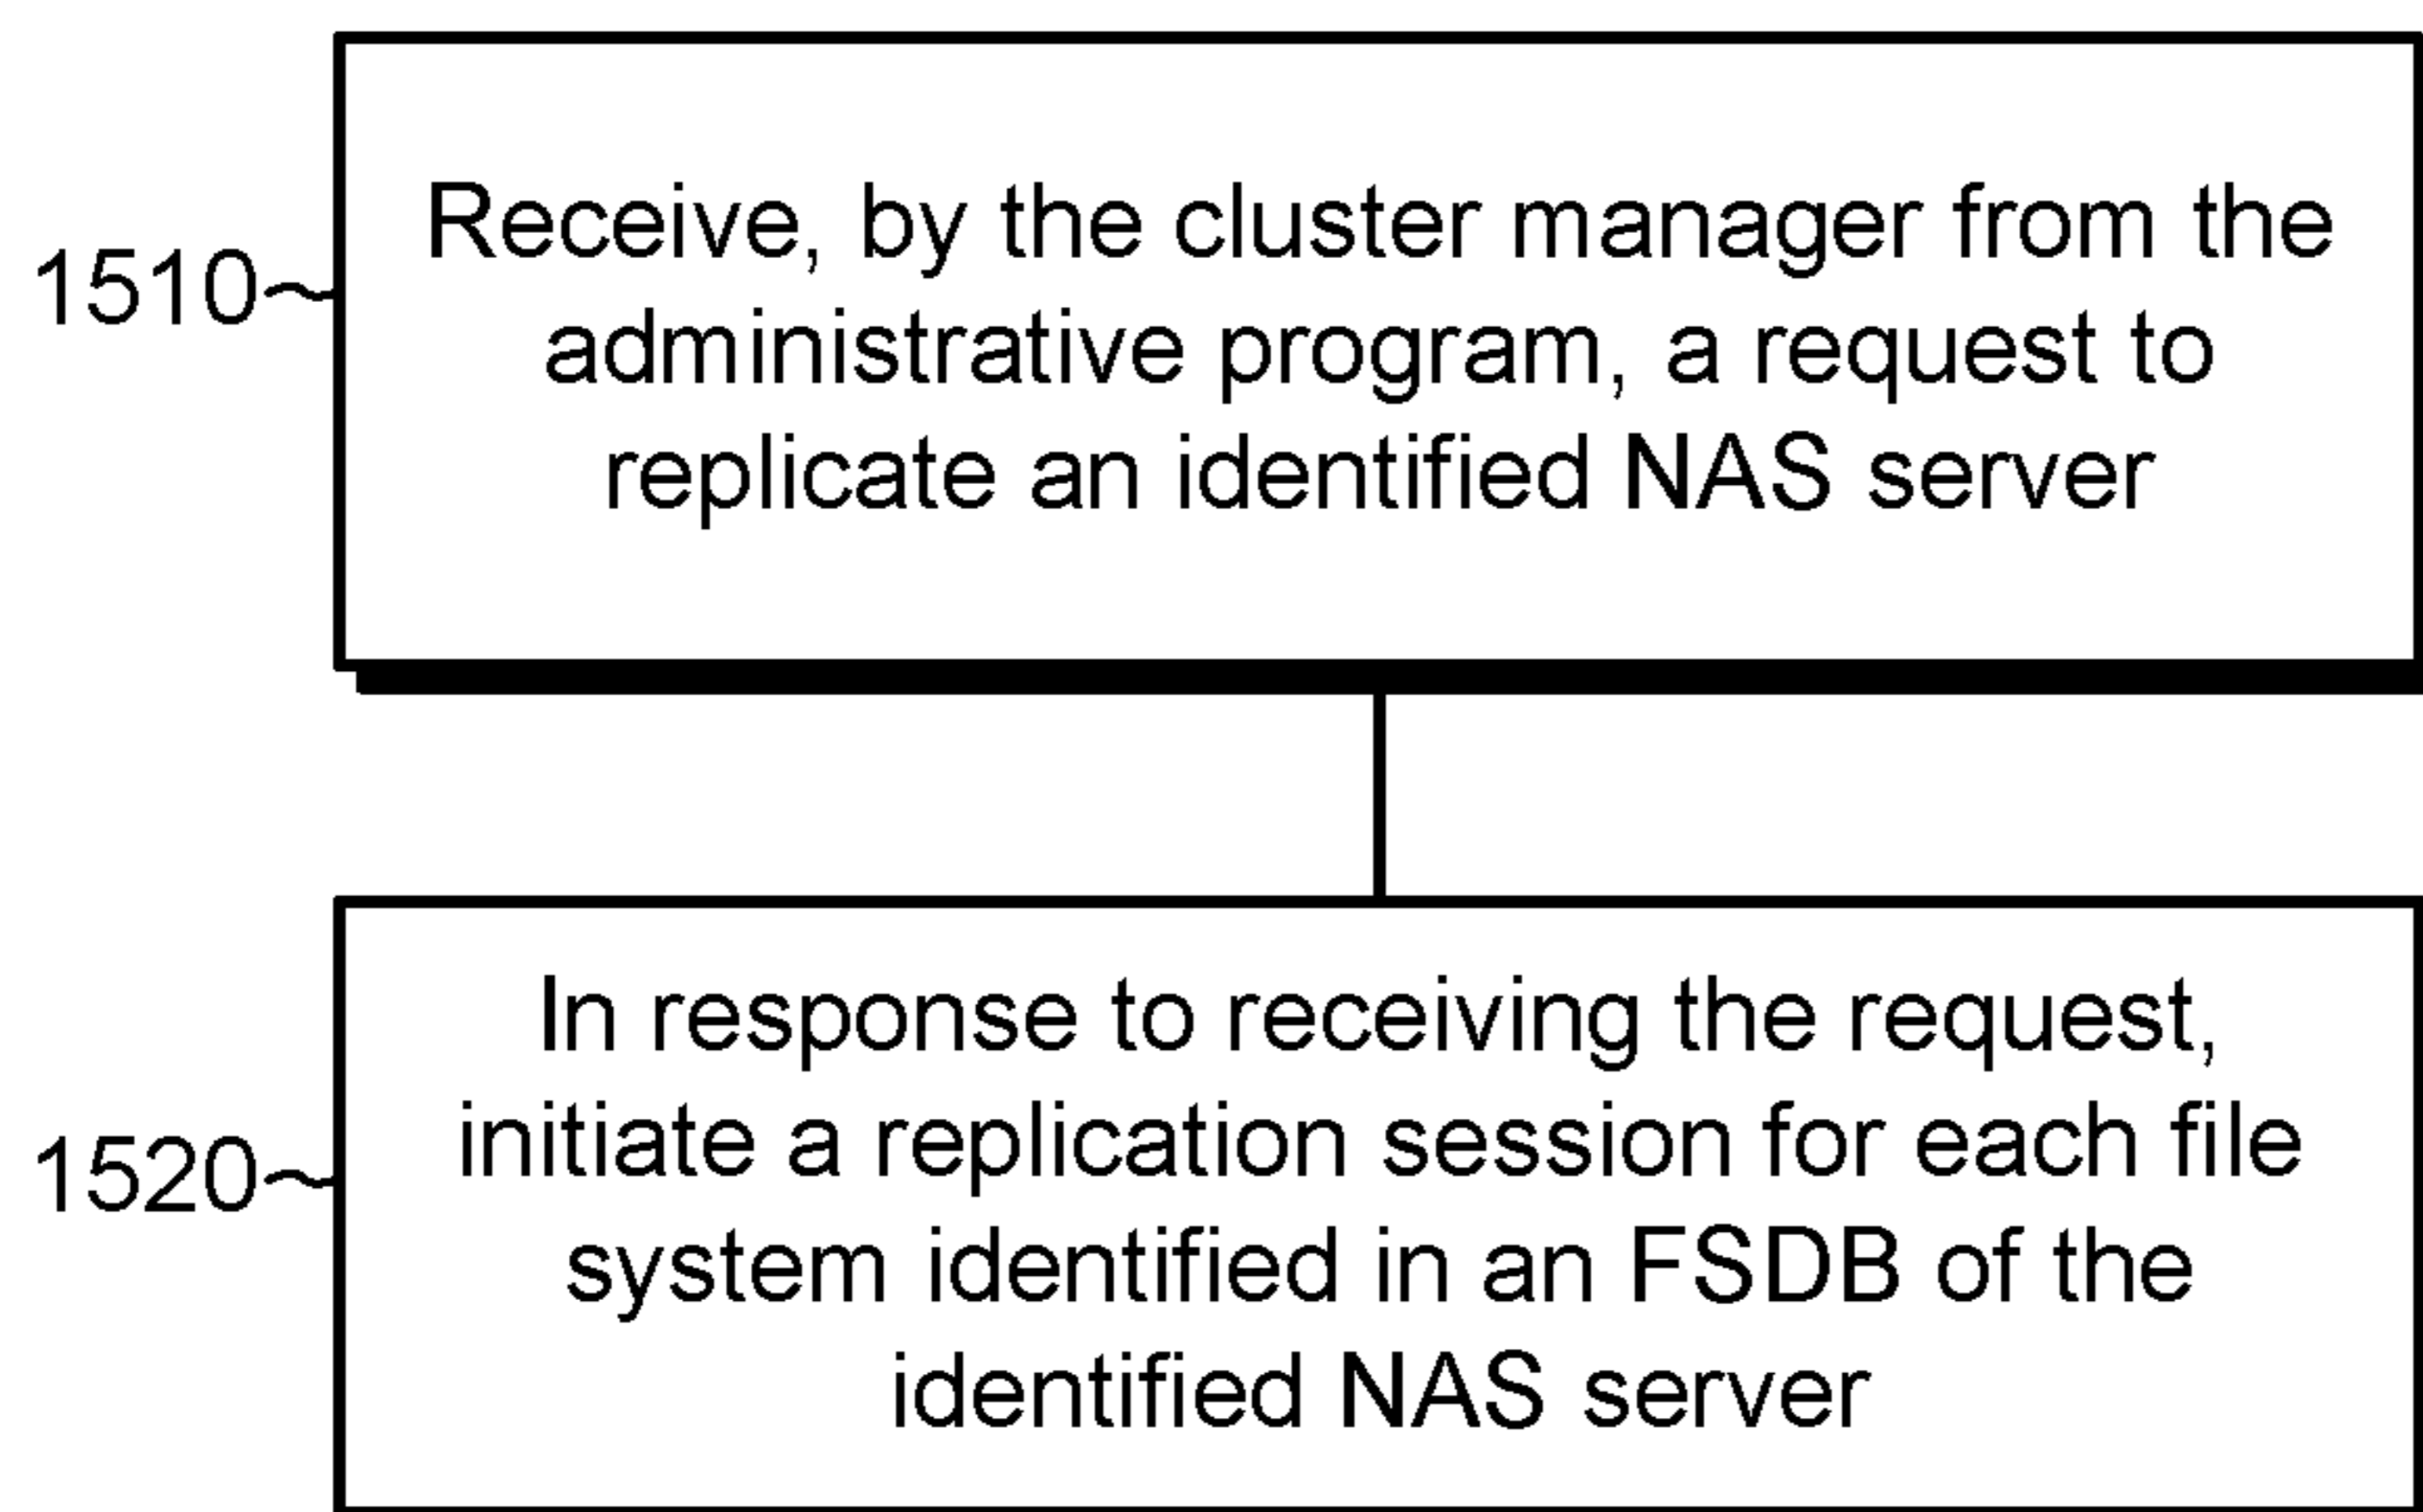 1510
Receive, by the cluster manager from the
administrative program, a request to
replicate an identified NAS server
1520
In response to receiving the request,
initiate a replication session for each file
system identified in an FSDB of the
identified NAS server